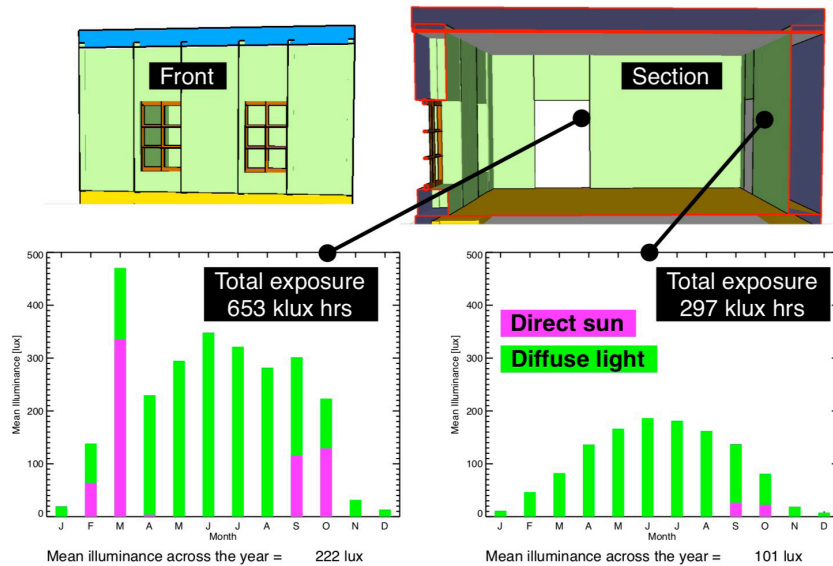 Front
Section
500
400
300
200
100
0
Mean Illuminance [lux]
Total exposure
653 klux hrs
J F M A M J J A S O N D
Month
Mean illuminance across the year = 222 lux
500
400
300
200
100
0
Mean Illuminance [lux]
Total exposure
297 klux hrs
Direct sun
Diffuse light
J F M A M J J A S O N D
Month
Mean illuminance across the year = 101 lux